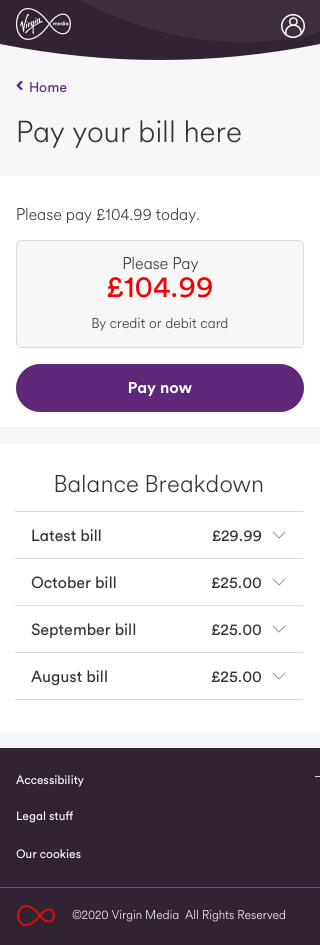 Virgin media
Home
Pay your bill here
Please pay £104.99 today.
Please Pay
£104.99
By credit or debit card
Pay now
Balance Breakdown
Latest bill £29.99
October bill £25.00
September bill £25.00
August bill £25.00
Accessibility
Legal stuff
Our cookies
©2020 Virgin Media All Rights Reserved